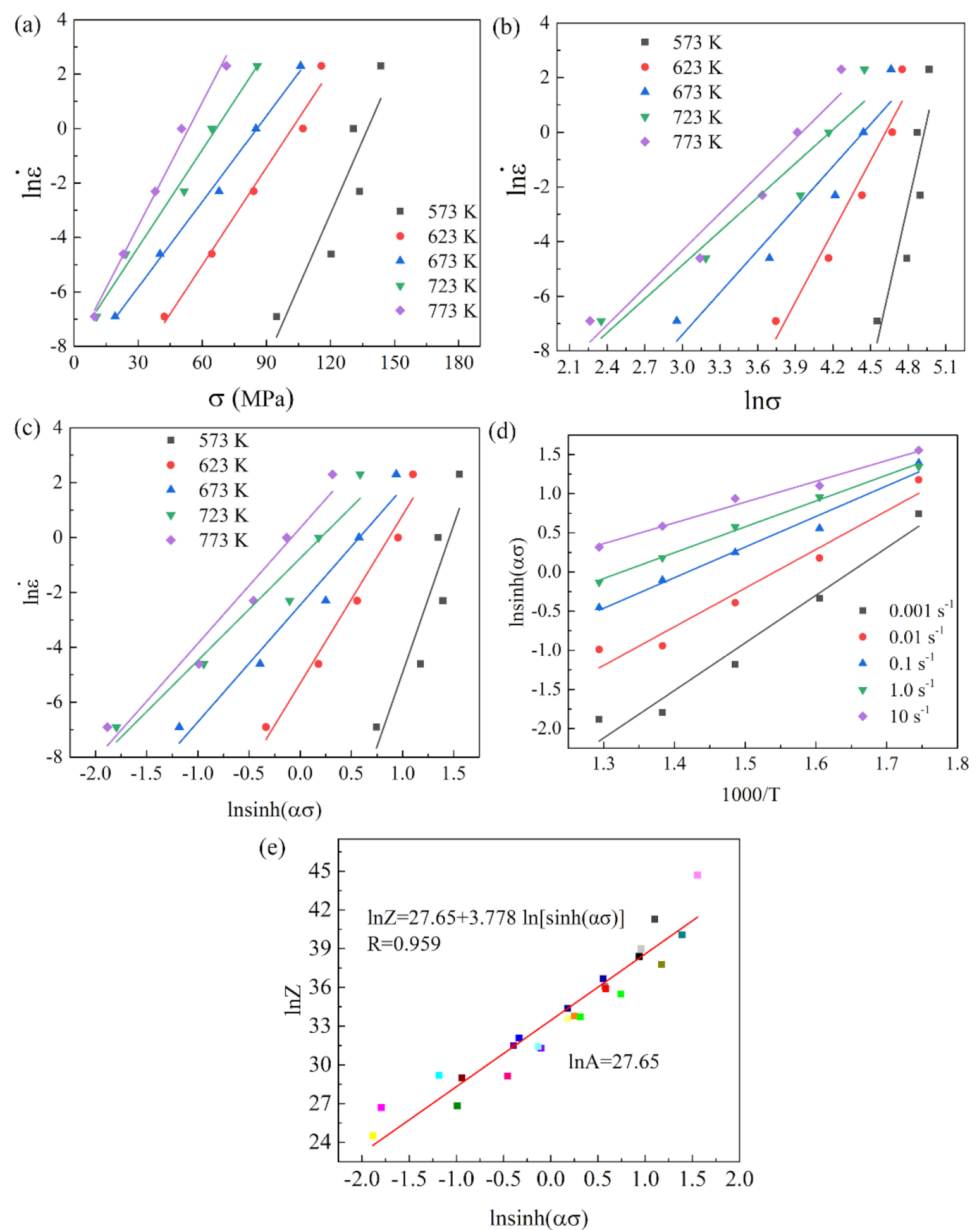 (a)
4
2
0
-2
-4
-6
-8
lnε̇
573 K
623 K
673 K
723 K
773 K
0
30
60
90
120
150
180
σ (MPa)
(b)
4
2
0
-2
-4
-6
-8
lnε̇
573 K
623 K
673 K
723 K
773 K
2.1
2.4
3.0
3.3
3.9
4.2
4.5
5.1
lnσ
(c)
4
2
0
-2
-4
-6
-8
lnε̇
573 K
623 K
673 K
723 K
773 K
-2.0
-1.5
-1.0
-0.5
0.0
0.5
1.0
1.5
lnsinh(ασ)
(d)
1.5
1.0
0.5
0.0
-0.5
-1.0
-1.5
-2.0
lnsinh(ασ)
0.001 s⁻¹
0.01 s⁻¹
0.1 s⁻¹
1.0 s⁻¹
10 s⁻¹
1.3
1.4
1.5
1.6
1.7
1.8
1000/T
(e)
45
42
39
36
33
30
27
24
lnZ
lnZ=27.65+3.778 ln[sinh(ασ)]
R=0.959
lnA=27.65
-2.0
-1.5
-1.0
-0.5
0.0
0.5
1.0
1.5
2.0
lnsinh(ασ)